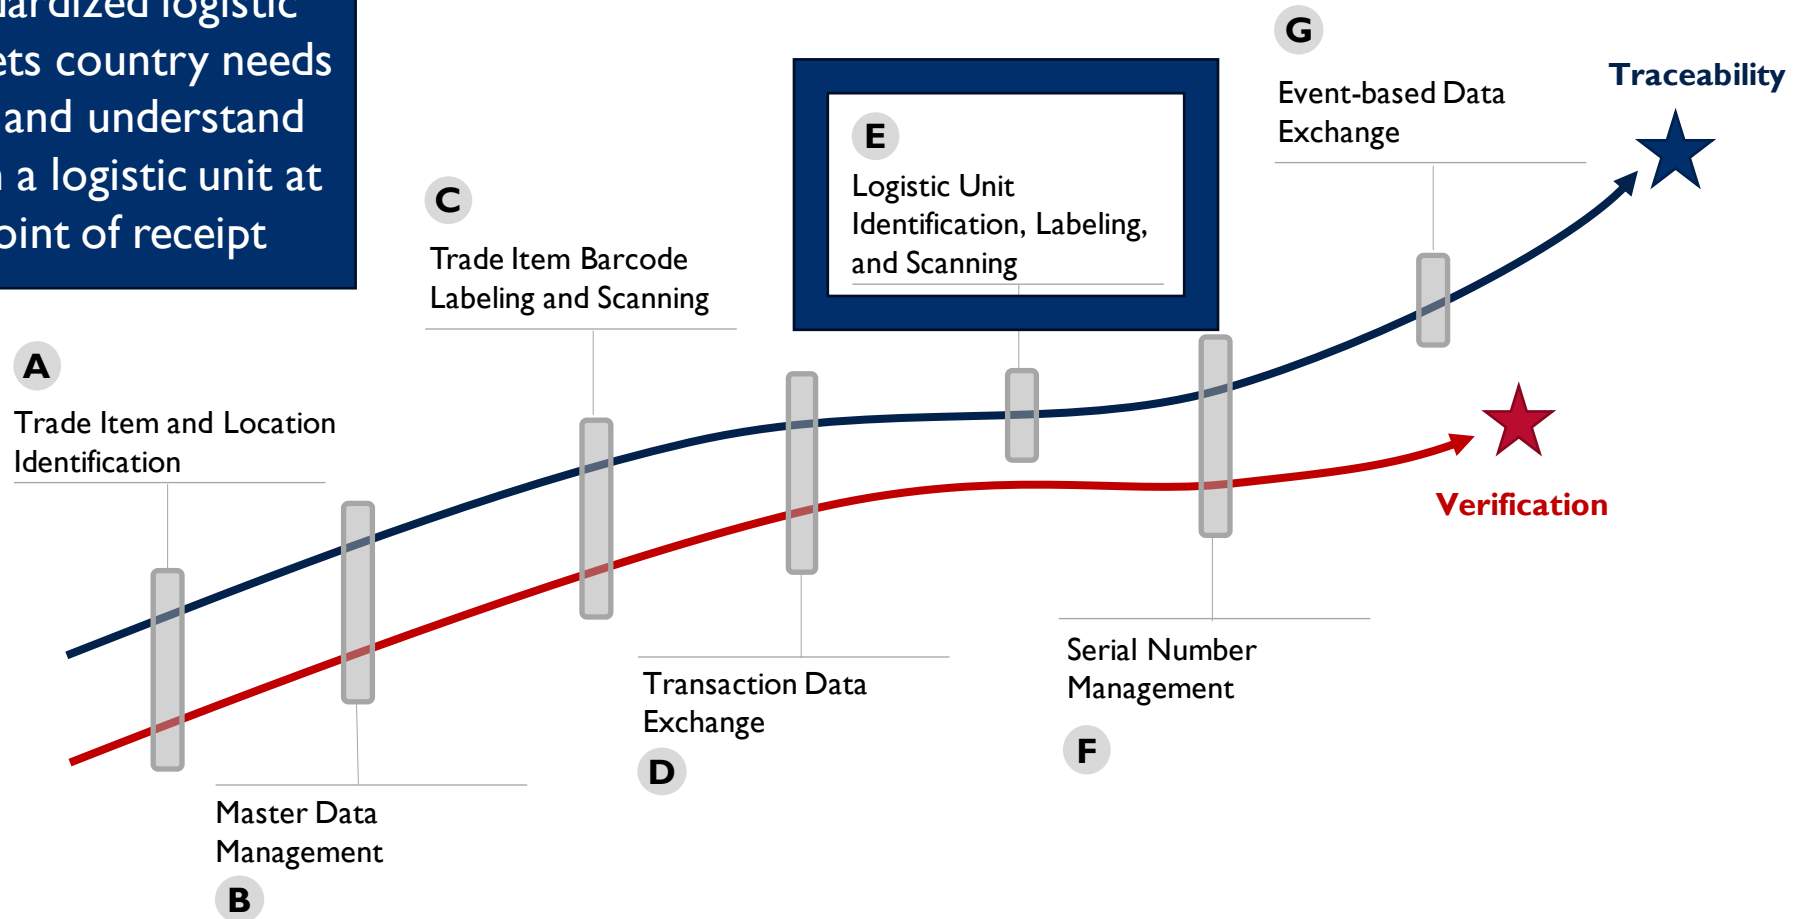 logistic
ets country needs
and understand
a logistic unit at
oint of receipt
A
Trade Item and Location
Identification
Master Data
Management
B
C
Trade Item Barcode
Labeling and Scanning
Transaction Data
Exchange
D
E
Logistic Unit
Identification, Labeling,
and Scanning
Serial Number
Management
F
G
Event-based Data
Exchange
Traceability
Verification